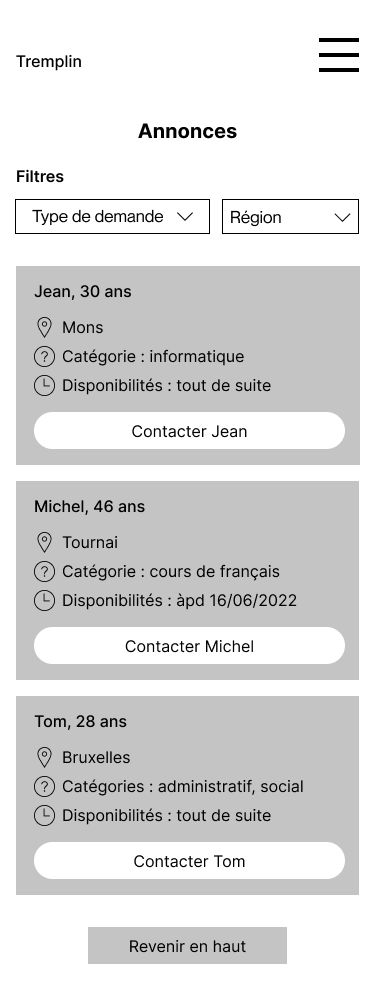 Tremplin
Annonces
Filtres
Type de demande
Région
Jean, 30 ans
Mons
Catégorie : informatique
Disponibilités : tout de suite
Contacter Jean
Michel, 46 ans
Tournai
Catégorie : cours de français
Disponibilités : àpd 16/06/2022
Contacter Michel
Tom, 28 ans
Bruxelles
Catégories : administratif, social
Disponibilités : tout de suite
Contacter Tom
Revenir en haut